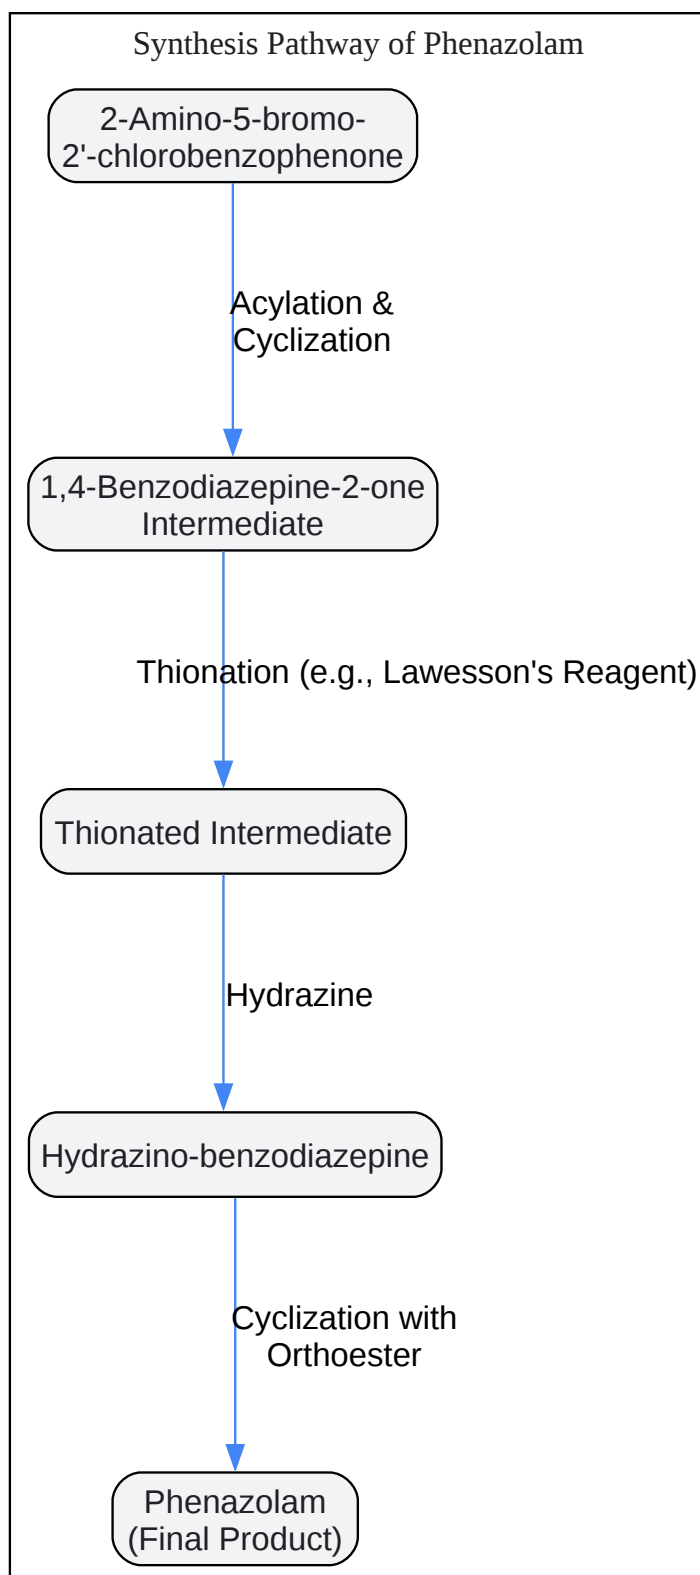 Synthesis Pathway of Phenazolam
2-Amino-5-bromo-
2'-chlorobenzophenone
Acylation &
Cyclization
1,4-Benzodiazepine-2-one
Intermediate
Thionation (e.g., Lawesson's Reagent)
Thionated Intermediate
Hydrazine
Hydrazino-benzodiazepine
Cyclization with
Orthoester
Phenazolam
(Final Product)